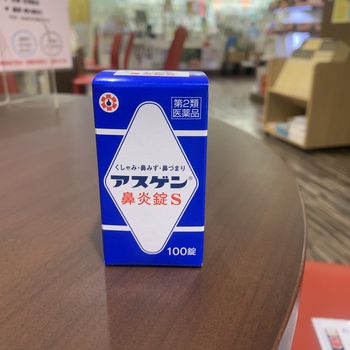 第2類
医薬品
くしゃみ・鼻みず・鼻づまり
アスゲン®
鼻炎錠S
100錠